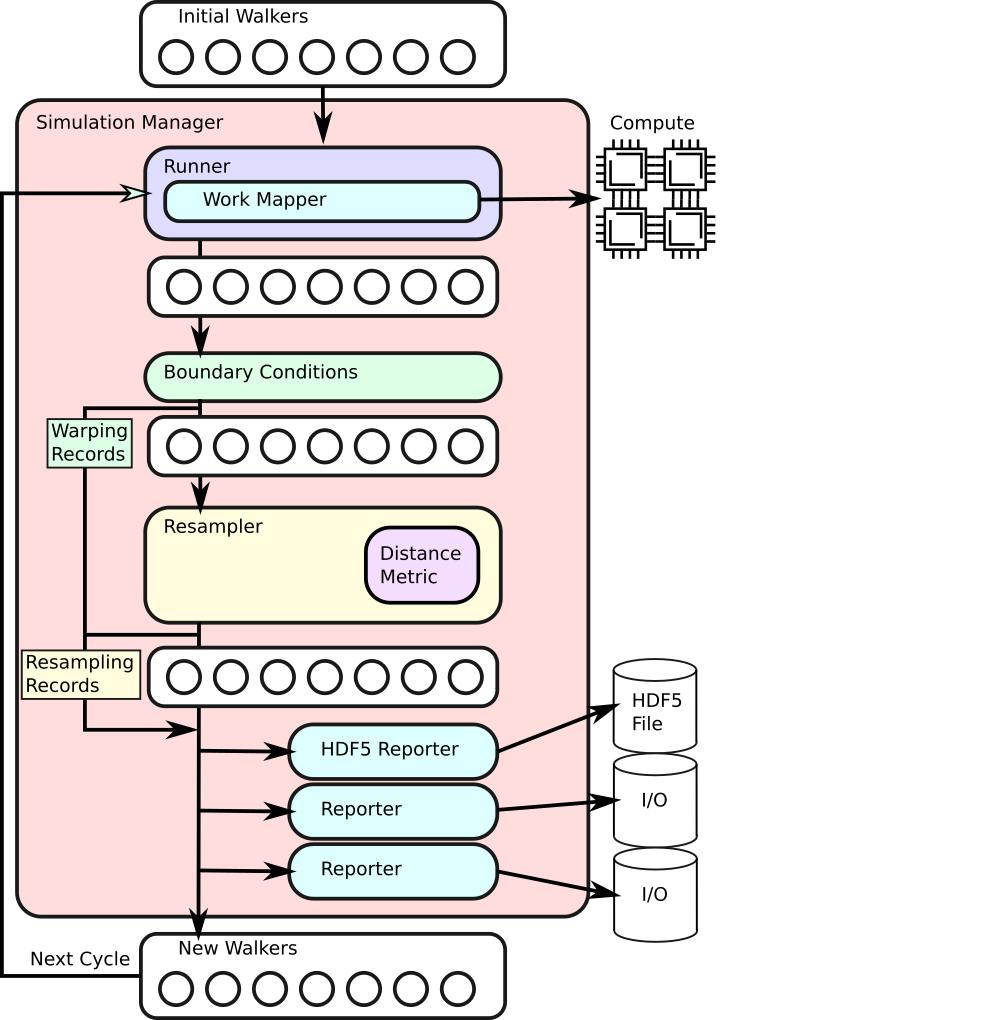 Initial Walkers
Simulation Manager
Compute
Runner
Work Mapper
Boundary Conditions
Warping
Records
Resampler
Distance
Metric
Resampling
Records
HDF5
File
HDF5 Reporter
I/O
Reporter
Reporter
I/O
New Walkers
Next Cycle